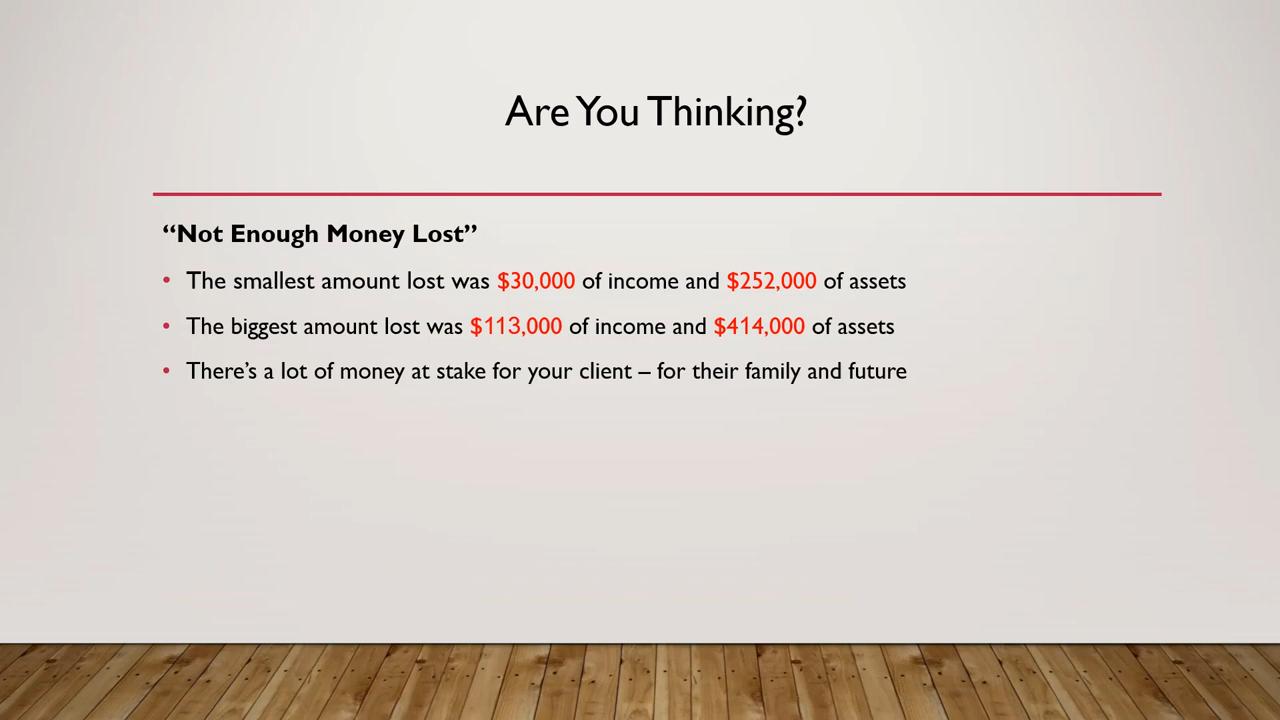 Are You Thinking?
“Not Enough Money Lost”
• The smallest amount lost was $30,000 of income and $252,000 of assets
• The biggest amount lost was $113,000 of income and $414,000 of assets
• There’s a lot of money at stake for your client – for their family and future